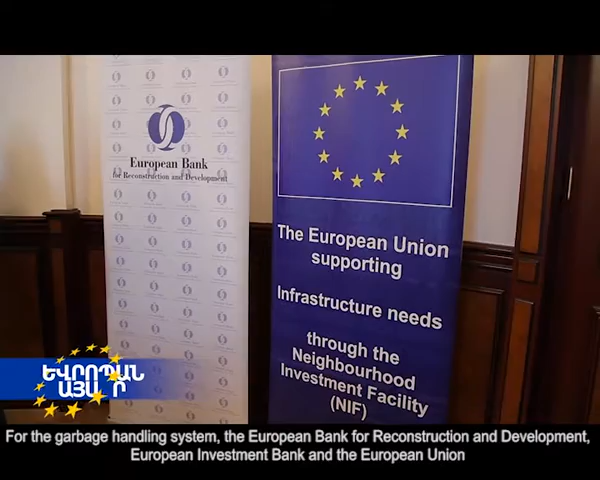 European Bank
for Reconstruction and Development
The European Union
supporting
Infrastructure needs
through the
Neighbourhood
Investment Facility
(NIF)
ԵՎՐՈՊԱՆ
For the garbage handling system, the European Bank for Reconstruction and Development,
European Investment Bank and the European Union